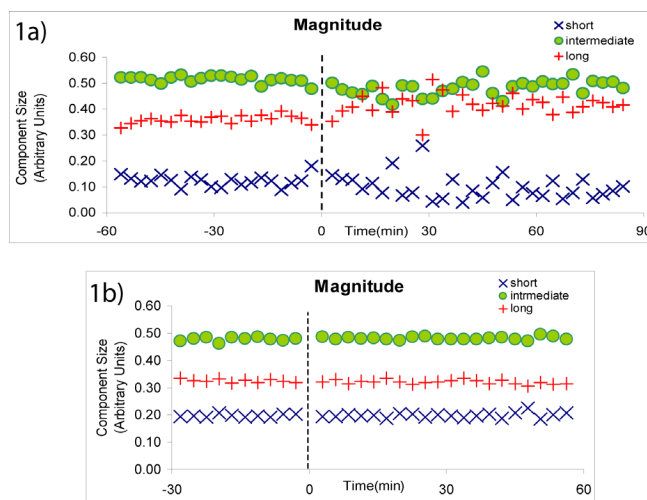 1a)
Magnitude
short
intermediate
long
Component Size
(Arbitrary Units)
0.60
0.50
0.40
0.30
0.20
0.10
0.00
-60
-30
0
Time(min)
30
60
90
1b)
Magnitude
short
intrmediate
long
Component Size
(Arbitrary Units)
0.60
0.50
0.40
0.30
0.20
0.10
0.00
-30
0
Time(min)
30
60